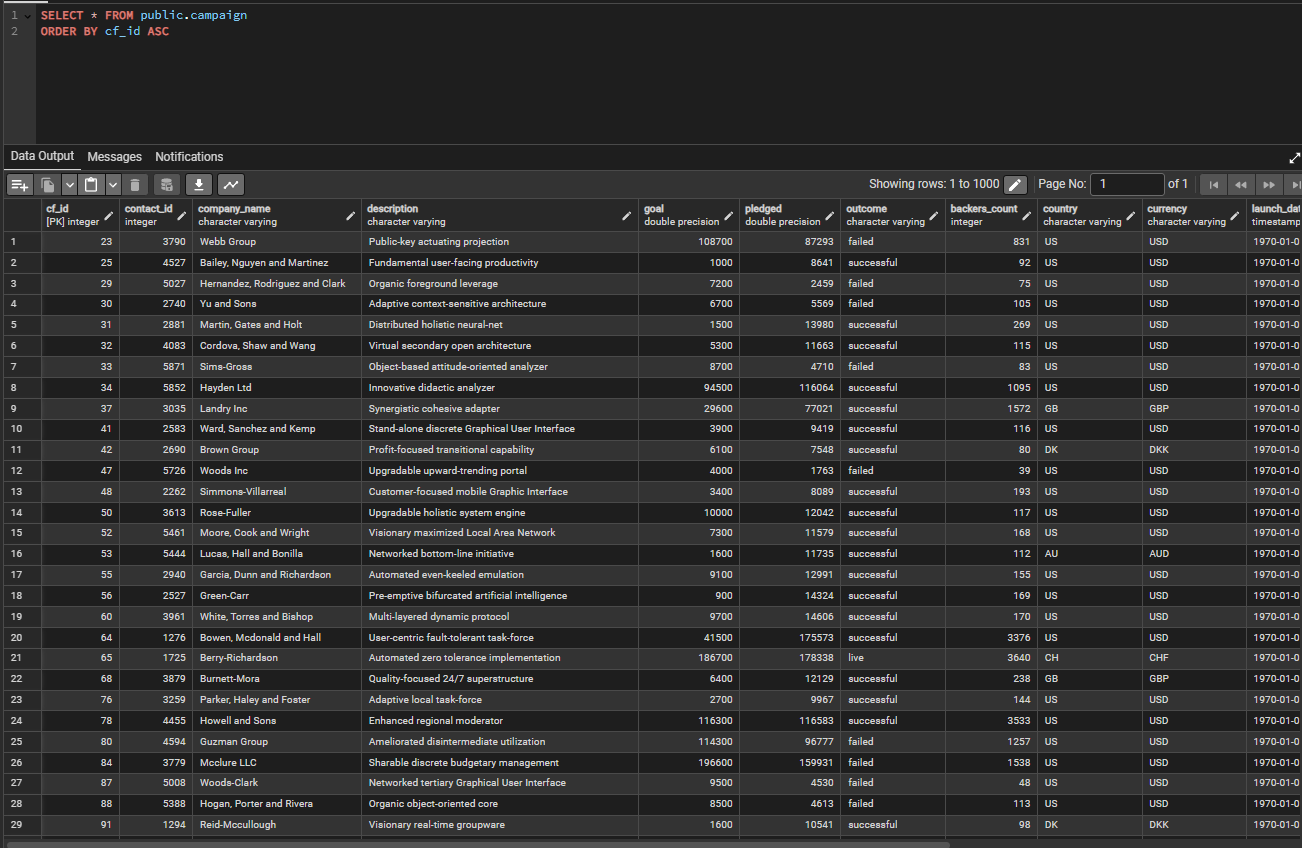 1 SELECT * FROM public.campaign
2 ORDER BY cf_id ASC
Data Output Messages Notifications
Showing rows: 1 to 1000 Page No: 1 of 1
cf_id contact_id company_name description goal pledged outcome backers_count country currency launch_dat
[PK] integer integer character varying character varying double precision double precision character varying integer character varying character varying timestamp
1 23 3790 Webb Group Public-key actuating projection 108700 87293 failed 831 US USD 1970-01-0
2 25 4527 Bailey, Nguyen and Martinez Fundamental user-facing productivity 1000 8641 successful 92 US USD 1970-01-0
3 29 5027 Hernandez, Rodriguez and Clark Organic foreground leverage 7200 2459 failed 75 US USD 1970-01-0
4 30 2740 Yu and Sons Adaptive context-sensitive architecture 6700 5569 failed 105 US USD 1970-01-0
5 31 2881 Martin, Gates and Holt Distributed holistic neural-net 1500 13980 successful 269 US USD 1970-01-0
6 32 4083 Cordova, Shaw and Wang Virtual secondary open architecture 5300 11663 successful 115 US USD 1970-01-0
7 33 5871 Sims-Gross Object-based attitude-oriented analyzer 8700 4710 failed 83 US USD 1970-01-0
8 34 5852 Hayden Ltd Innovative didactic analyzer 94500 116064 successful 1095 US USD 1970-01-0
9 37 3035 Landry Inc Synergistic cohesive adapter 29600 77021 successful 1572 GB GBP 1970-01-0
10 41 2583 Ward, Sanchez and Kemp Stand-alone discrete Graphical User Interface 3900 9419 successful 116 US USD 1970-01-0
11 42 2690 Brown Group Profit-focused transitional capability 6100 7548 successful 80 DK DKK 1970-01-0
12 47 5726 Woods Inc Upgradable upward-trending portal 4000 1763 failed 39 US USD 1970-01-0
13 48 2262 Simmons-Villarreal Customer-focused mobile Graphic Interface 3400 8089 successful 193 US USD 1970-01-0
14 50 3613 Rose-Fuller Upgradable holistic system engine 10000 12042 successful 117 US USD 1970-01-0
15 52 5461 Moore, Cook and Wright Visionary maximized Local Area Network 7300 11579 successful 168 US USD 1970-01-0
16 53 5444 Lucas, Hall and Bonilla Networked bottom-line initiative 1600 11735 successful 112 AU AUD 1970-01-0
17 55 2940 Garcia, Dunn and Richardson Automated even-keeled emulation 9100 12991 successful 155 US USD 1970-01-0
18 56 2527 Green-Carr Pre-emptive bifurcated artificial intelligence 900 14324 successful 169 US USD 1970-01-0
19 60 3961 White, Torres and Bishop Multi-layered dynamic protocol 9700 14606 successful 170 US USD 1970-01-0
20 64 1276 Bowen, Mcdonald and Hall User-centric fault-tolerant task-force 41500 175573 successful 3376 US USD 1970-01-0
21 65 1725 Berry-Richardson Automated zero tolerance implementation 186700 178338 live 3640 CH CHF 1970-01-0
22 68 3879 Burnett-Mora Quality-focused 24/7 superstructure 6400 12129 successful 238 GB GBP 1970-01-0
23 76 3259 Parker, Haley and Foster Adaptive local task-force 2700 9967 successful 144 US USD 1970-01-0
24 78 4455 Howell and Sons Enhanced regional moderator 116300 116583 successful 3533 US USD 1970-01-0
25 80 4594 Guzman Group Ameliorated disintermediate utilization 114300 96777 failed 1257 US USD 1970-01-0
26 84 3779 Mcclure LLC Sharable discrete budgetary management 196600 159931 failed 1538 US USD 1970-01-0
27 87 5008 Woods-Clark Networked tertiary Graphical User Interface 9500 4530 failed 48 US USD 1970-01-0
28 88 5388 Hogan, Porter and Rivera Organic object-oriented core 8500 4613 failed 113 US USD 1970-01-0
29 91 1294 Reid-Mccullough Visionary real-time groupware 1600 10541 successful 98 DK DKK 1970-01-0